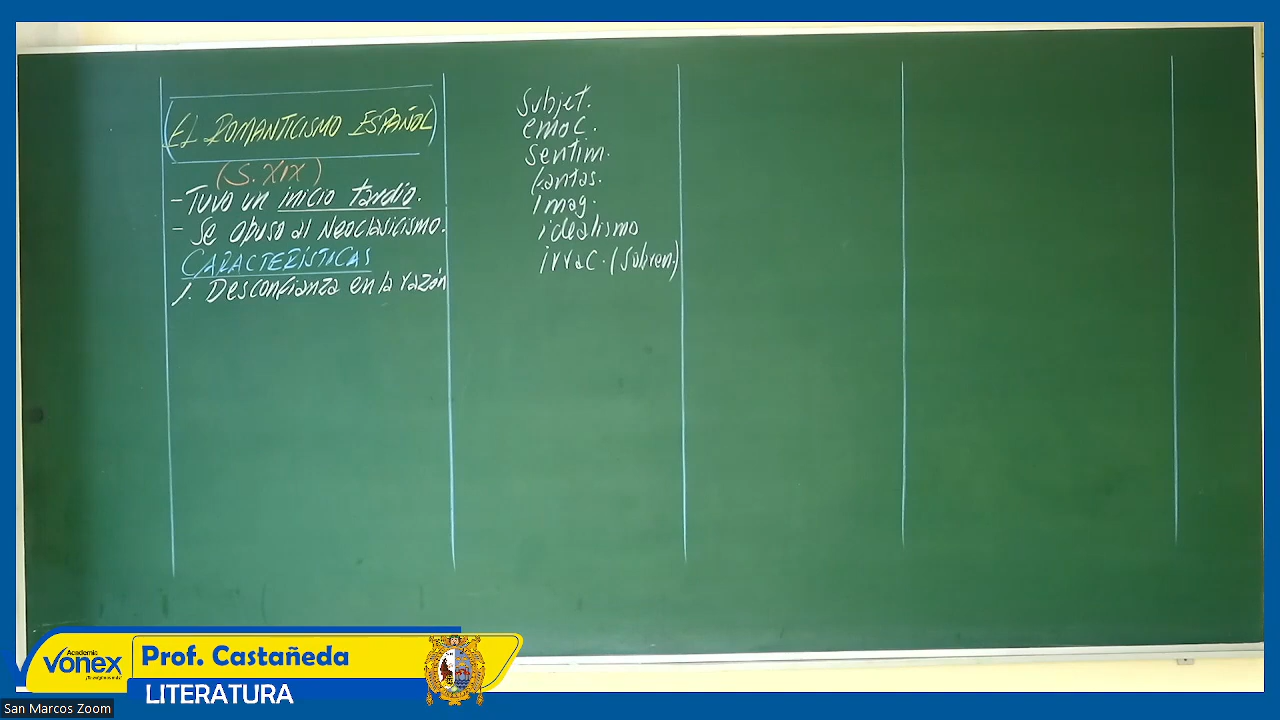 EL ROMANTICISMO ESPAÑOL
(S. XIX)
- Tuvo un inicio tardío.
- Se opuso al Neoclasicismo.
CARACTERÍSTICAS
1. Desconfianza en la razón
subjet.
emoc.
sentim.
fantas.
imag.
idealismo
irrac. (sobren.)
Academia
vonex
Prof. Castañeda
LITERATURA
San Marcos Zoom